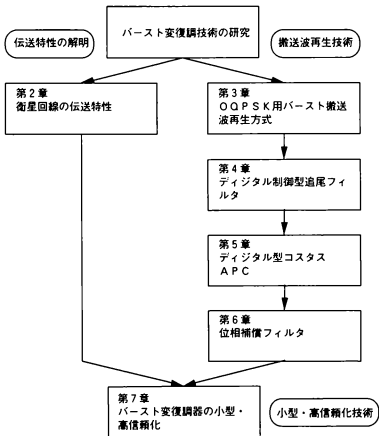 伝送特性の解明
バースト変復調技術の研究
搬送波再生技術
第２章
衛星回線の伝送特性
第３章
ＯＱＰＳＫ用バースト搬送
波再生方式
第４章
ディジタル制御型追尾フィ
ルタ
第５章
ディジタル型コスタス
ＡＰＣ
第６章
位相補償フィルタ
第７章
バースト変復調器の小型・
高信頼化
小型・高信頼化技術